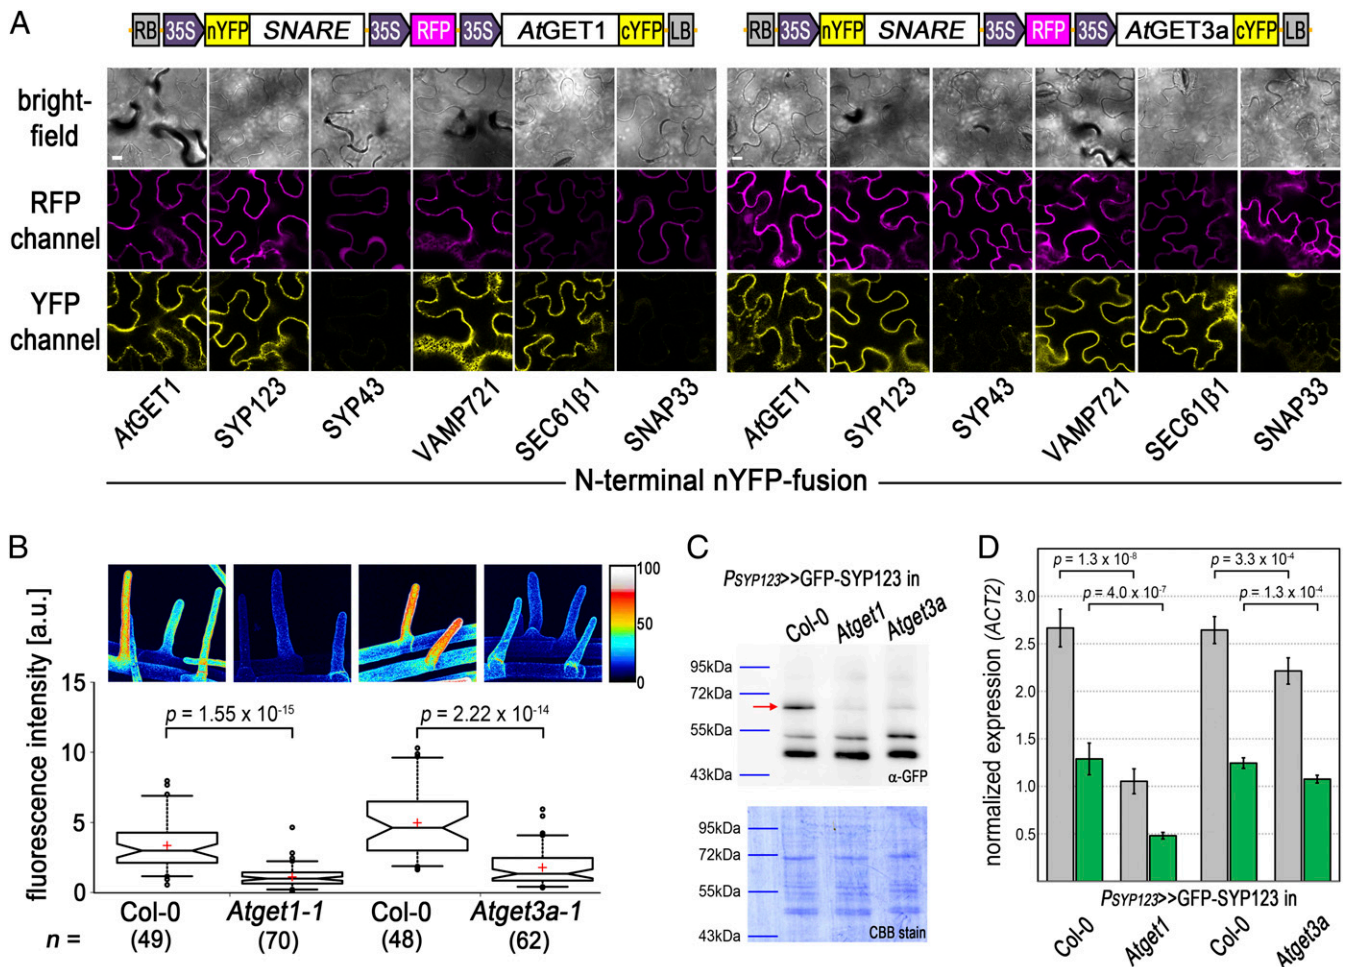 A
RB 35S nYFP SNARE 35S RFP 35S AtGET1 cYFP LB
RB 35S nYFP SNARE 35S RFP 35S AtGET3a cYFP LB
bright-
field
RFP
channel
YFP
channel
AtGET1 SYP123 SYP43 VAMP721 SEC61β1 SNAP33
AtGET1 SYP123 SYP43 VAMP721 SEC61β1 SNAP33
N-terminal nYFP-fusion
B
100
50
0
fluorescence intensity [a.u.]
15
10
5
0
p = 1.55 x 10-15
p = 2.22 x 10-14
Col-0 Atget1-1 Col-0 Atget3a-1
n = (49) (70) (48) (62)
C
PSYP123>>GFP-SYP123 in
Col-0 Atget1 Atget3a
95kDa
72kDa
55kDa
43kDa
α-GFP
95kDa
72kDa
55kDa
43kDa
CBB stain
D
p = 1.3 x 10-8
p = 3.3 x 10-4
p = 4.0 x 10-7
p = 1.3 x 10-4
normalized expression (ACT2)
3.0
2.5
2.0
1.5
1.0
0.5
PSYP123>>GFP-SYP123 in
Col-0 Atget1 Col-0 Atget3a